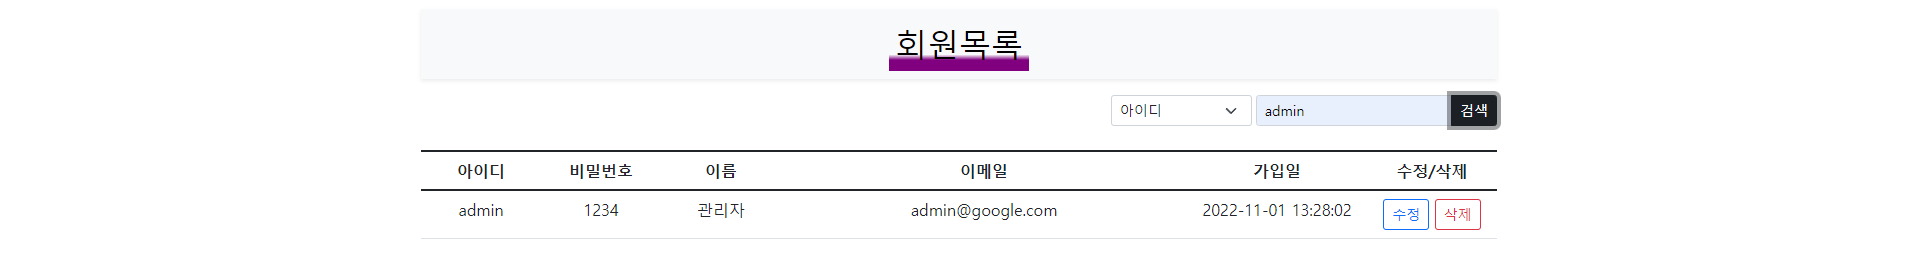 회원목록
아이디 admin 검색
아이디 비밀번호 이름 이메일 가입일 수정/삭제
admin 1234 관리자 admin@google.com 2022-11-01 13:28:02 수정 삭제